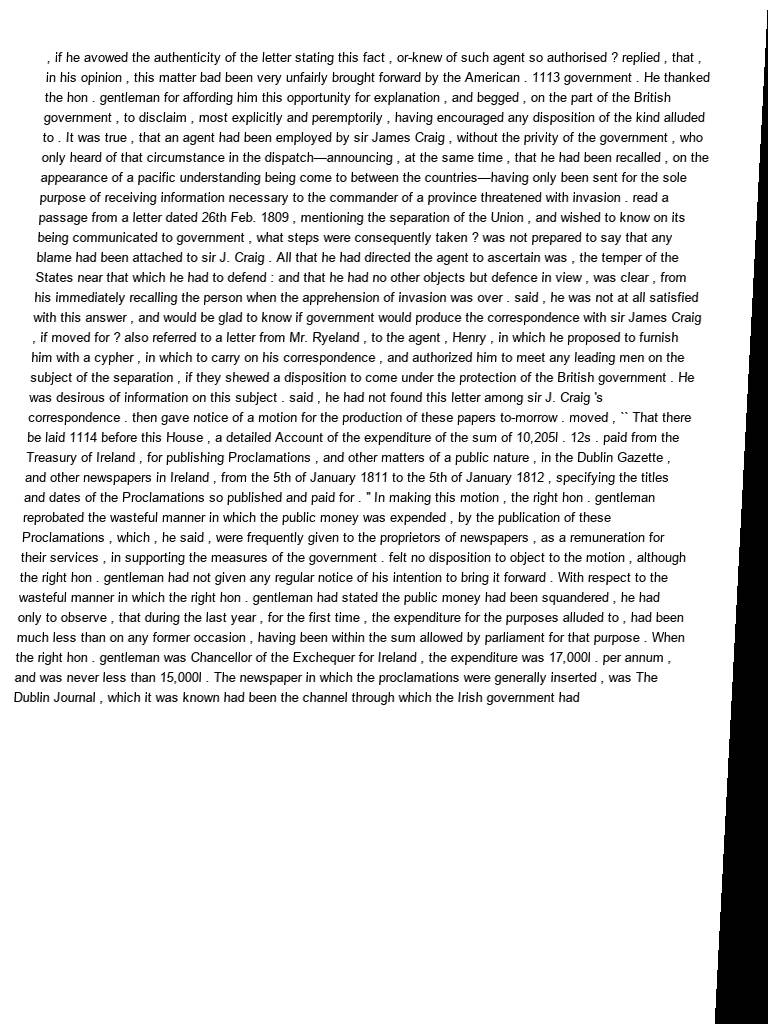 , if he avowed the authenticity of the letter stating this fact , or-knew of such agent so authorised ? replied , that ,
in his opinion , this matter bad been very unfairly brought forward by the American . 1113 government . He thanked
the hon . gentleman for affording him this opportunity for explanation , and begged , on the part of the British
government , to disclaim , most explicitly and peremptorily , having encouraged any disposition of the kind alluded
to . It was true , that an agent had been employed by sir James Craig , without the privity of the government , who
only heard of that circumstance in the dispatch—announcing , at the same time , that he had been recalled , on the
appearance of a pacific understanding being come to between the countries—having only been sent for the sole
purpose of receiving information necessary to the commander of a province threatened with invasion . read a
passage from a letter dated 26th Feb. 1809 , mentioning the separation of the Union , and wished to know on its
being communicated to government , what steps were consequently taken ? was not prepared to say that any
blame had been attached to sir J. Craig . All that he had directed the agent to ascertain was , the temper of the
States near that which he had to defend : and that he had no other objects but defence in view , was clear , from
his immediately recalling the person when the apprehension of invasion was over . said , he was not at all satisfied
with this answer , and would be glad to know if government would produce the correspondence with sir James Craig
, if moved for ? also referred to a letter from Mr. Ryeland , to the agent , Henry , in which he proposed to furnish
him with a cypher , in which to carry on his correspondence , and authorized him to meet any leading men on the
subject of the separation , if they shewed a disposition to come under the protection of the British government . He
was desirous of information on this subject . said , he had not found this letter among sir J. Craig 's
correspondence . then gave notice of a motion for the production of these papers to-morrow . moved , `` That there
be laid 1114 before this House , a detailed Account of the expenditure of the sum of 10,205l . 12s . paid from the
Treasury of Ireland , for publishing Proclamations , and other matters of a public nature , in the Dublin Gazette ,
and other newspapers in Ireland , from the 5th of January 1811 to the 5th of January 1812 , specifying the titles
and dates of the Proclamations so published and paid for . " In making this motion , the right hon . gentleman
reprobated the wasteful manner in which the public money was expended , by the publication of these
Proclamations , which , he said , were frequently given to the proprietors of newspapers , as a remuneration for
their services , in supporting the measures of the government . felt no disposition to object to the motion , although
the right hon . gentleman had not given any regular notice of his intention to bring it forward . With respect to the
wasteful manner in which the right hon . gentleman had stated the public money had been squandered , he had
only to observe , that during the last year , for the first time , the expenditure for the purposes alluded to , had been
much less than on any former occasion , having been within the sum allowed by parliament for that purpose . When
the right hon . gentleman was Chancellor of the Exchequer for Ireland , the expenditure was 17,000l . per annum ,
and was never less than 15,000l . The newspaper in which the proclamations were generally inserted , was The
Dublin Journal , which it was known had been the channel through which the Irish government had